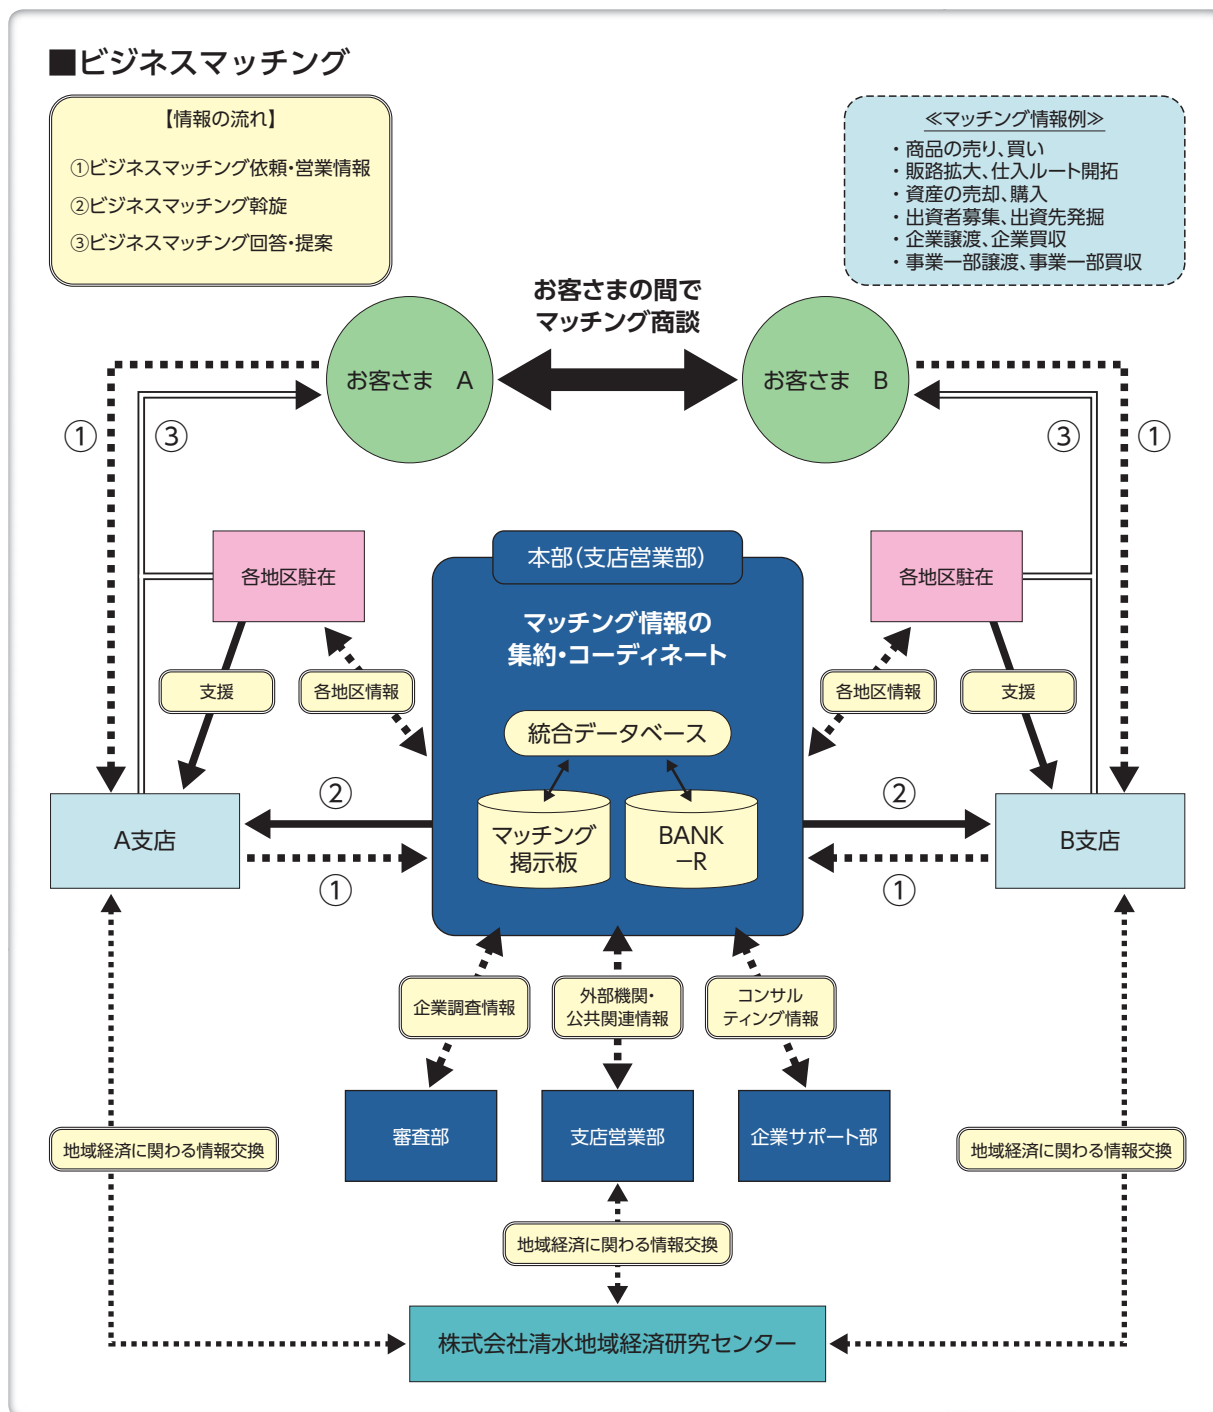 ■ビジネスマッチング
【情報の流れ】
①ビジネスマッチング依頼・営業情報
②ビジネスマッチング斡旋
③ビジネスマッチング回答・提案
≪マッチング情報例≫
・商品の売り、買い
・販路拡大、仕入ルート開拓
・資産の売却、購入
・出資者募集、出資先発掘
・企業譲渡、企業買収
・事業一部譲渡、事業一部買収
お客さまの間で
マッチング商談
お客さま　A
お客さま　B
①
③
③
①
各地区駐在
本部（支店営業部）
各地区駐在
マッチング情報の
集約・コーディネート
支援
各地区情報
各地区情報
支援
統合データベース
②
②
A支店
マッチング
掲示板
BANK
－R
B支店
①
①
企業調査情報
外部機関・
公共関連情報
コンサル
ティング情報
審査部
支店営業部
企業サポート部
地域経済に関わる情報交換
地域経済に関わる情報交換
地域経済に関わる情報交換
株式会社清水地域経済研究センター